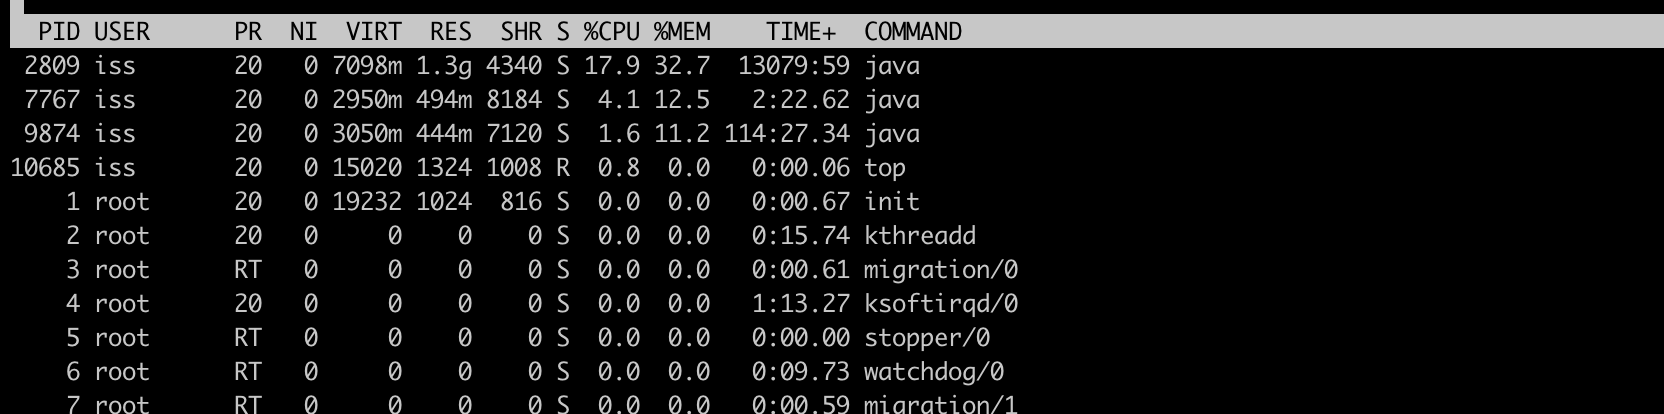 PID USER      PR  NI  VIRT  RES  SHR S %CPU %MEM    TIME+  COMMAND
 2809 iss       20   0 7098m 1.3g 4340 S 17.9 32.7  13079:59 java
 7767 iss       20   0 2950m 494m 8184 S  4.1 12.5   2:22.62 java
 9874 iss       20   0 3050m 444m 7120 S  1.6 11.2 114:27.34 java
10685 iss       20   0 15020 1324 1008 R  0.8  0.0   0:00.06 top
    1 root      20   0 19232 1024  816 S  0.0  0.0   0:00.67 init
    2 root      20   0     0    0    0 S  0.0  0.0   0:15.74 kthreadd
    3 root      RT   0     0    0    0 S  0.0  0.0   0:00.61 migration/0
    4 root      20   0     0    0    0 S  0.0  0.0   1:13.27 ksoftirqd/0
    5 root      RT   0     0    0    0 S  0.0  0.0   0:00.00 stopper/0
    6 root      RT   0     0    0    0 S  0.0  0.0   0:09.73 watchdog/0
    7 root      RT   0     0    0    0 S  0.0  0.0   0:00.59 migration/1